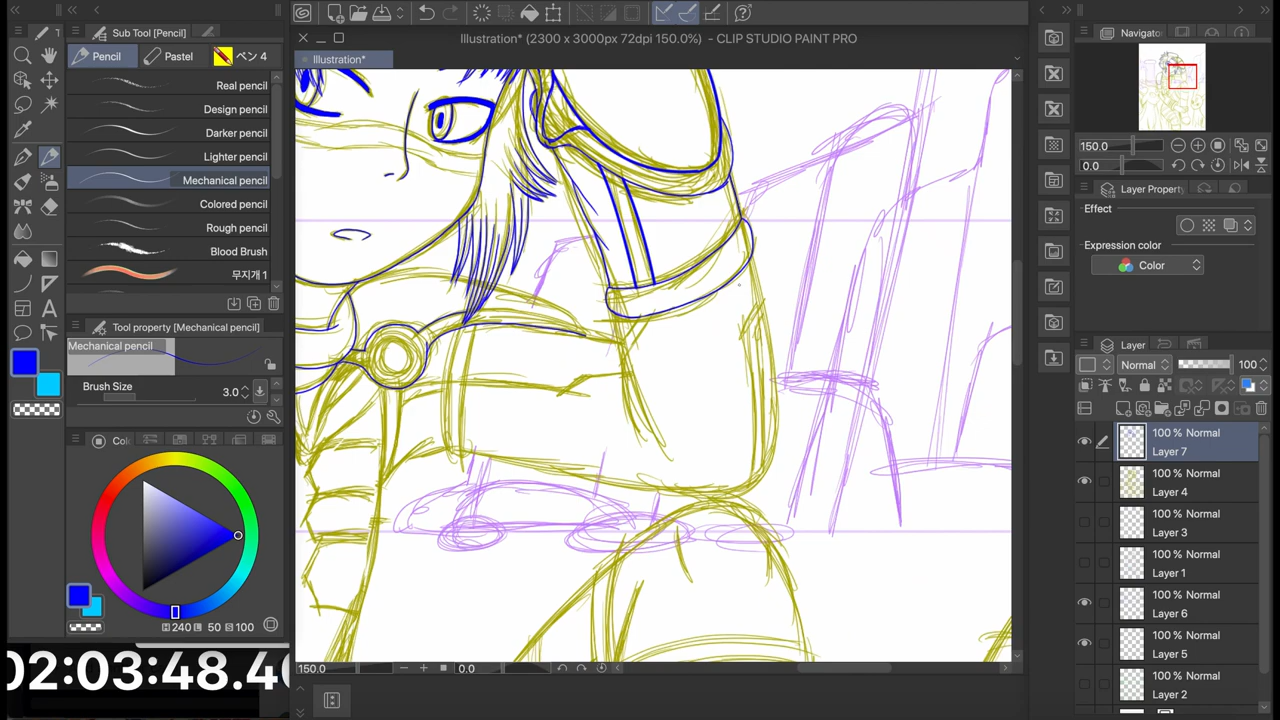 Sub Tool [Pencil]
Pencil
Pastel
ペン 4
Real pencil
Design pencil
Darker pencil
Lighter pencil
Mechanical pencil
Colored pencil
Rough pencil
Blood Brush
무지개 1
Tool property [Mechanical pencil]
Mechanical pencil
Brush Size
3.0
H 240 L 50 S 100
02:03:48.4
Illustration* (2300 x 3000px 72dpi 150.0%) - CLIP STUDIO PAINT PRO
Illustration*
150.0
0.0
Navigator
150.0
0.0
Layer Property
Effect
Expression color
Color
Layer
Normal
100
100 % Normal
Layer 7
100 % Normal
Layer 4
100 % Normal
Layer 3
100 % Normal
Layer 1
100 % Normal
Layer 6
100 % Normal
Layer 5
100 % Normal
Layer 2